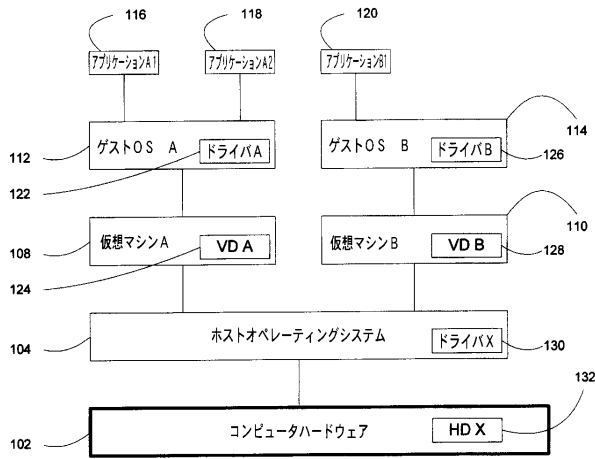 116
118
120
アプリケーションA1
アプリケーションA2
アプリケーションB1
ゲストOS A
ドライバA
ゲストOS B
ドライバB
112
122
114
126
仮想マシンA
VD A
仮想マシンB
VD B
108
124
110
128
ホストオペレーティングシステム
ドライバX
104
130
コンピュータハードウェア
HD X
102
132